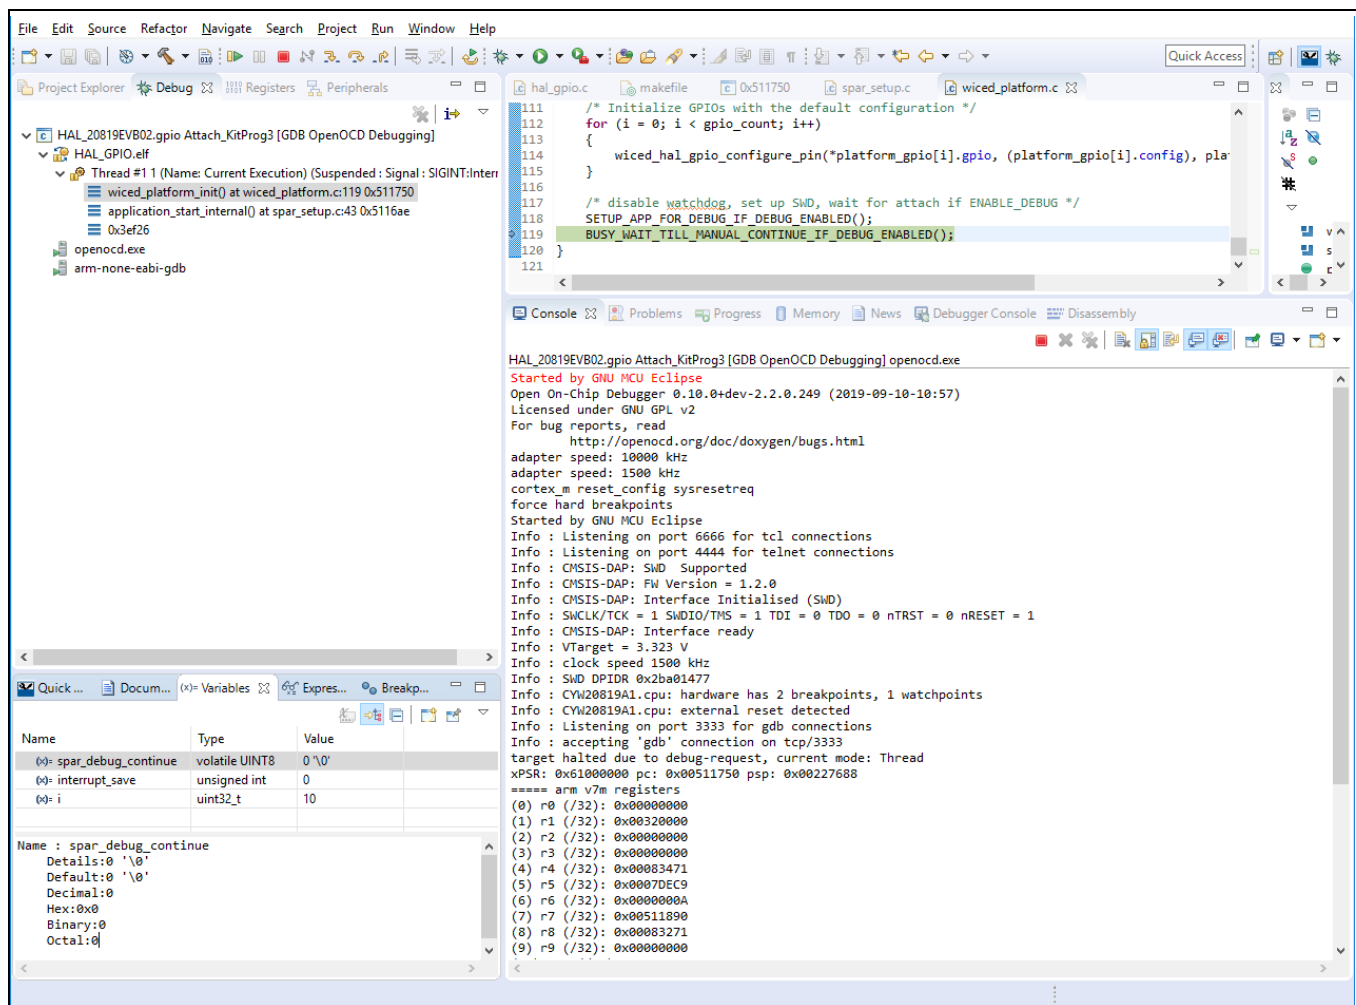 File Edit Source Refactor Navigate Search Project Run Window Help
Quick Access
Project Explorer Debug Registers Peripherals
HAL_20819EVB02.gpio Attach_KitProg3 [GDB OpenOCD Debugging]
HAL_GPIO.elf
Thread #1 1 (Name: Current Execution) (Suspended : Signal : SIGINT:Interr
wiced_platform_init() at wiced_platform.c:119 0x511750
application_start_internal() at spar_setup.c:43 0x5116ae
0x3ef26
openocd.exe
arm-none-eabi-gdb
hal_gpio.c makefile 0x511750 spar_setup.c wiced_platform.c
111 /* Initialize GPIOs with the default configuration */
112 for (i = 0; i < gpio_count; i++)
113 {
114 wiced_hal_gpio_configure_pin(*platform_gpio[i].gpio, (platform_gpio[i].config), pla
115 }
116
117 /* disable watchdog, set up SWD, wait for attach if ENABLE_DEBUG */
118 SETUP_APP_FOR_DEBUG_IF_DEBUG_ENABLED();
119 BUSY_WAIT_TILL_MANUAL_CONTINUE_IF_DEBUG_ENABLED();
120 }
121
v
s
Console Problems Progress Memory News Debugger Console Disassembly
HAL_20819EVB02.gpio Attach_KitProg3 [GDB OpenOCD Debugging] openocd.exe
Started by GNU MCU Eclipse
Open On-Chip Debugger 0.10.0+dev-2.2.0.249 (2019-09-10-10:57)
Licensed under GNU GPL v2
For bug reports, read
http://openocd.org/doc/doxygen/bugs.html
adapter speed: 10000 kHz
adapter speed: 1500 kHz
cortex_m reset_config sysresetreq
force hard breakpoints
Started by GNU MCU Eclipse
Info : Listening on port 6666 for tcl connections
Info : Listening on port 4444 for telnet connections
Info : CMSIS-DAP: SWD  Supported
Info : CMSIS-DAP: FW Version = 1.2.0
Info : CMSIS-DAP: Interface Initialised (SWD)
Info : SWCLK/TCK = 1 SWDIO/TMS = 1 TDI = 0 TDO = 0 nTRST = 0 nRESET = 1
Info : CMSIS-DAP: Interface ready
Info : VTarget = 3.323 V
Info : clock speed 1500 kHz
Info : SWD DPIDR 0x2ba01477
Info : CYW20819A1.cpu: hardware has 2 breakpoints, 1 watchpoints
Info : CYW20819A1.cpu: external reset detected
Info : Listening on port 3333 for gdb connections
Info : accepting 'gdb' connection on tcp/3333
target halted due to debug-request, current mode: Thread
xPSR: 0x61000000 pc: 0x00511750 psp: 0x00227688
===== arm v7m registers
(0) r0 (/32): 0x00000000
(1) r1 (/32): 0x00320000
(2) r2 (/32): 0x00000000
(3) r3 (/32): 0x00000000
(4) r4 (/32): 0x00083471
(5) r5 (/32): 0x0007DEC9
(6) r6 (/32): 0x0000000A
(7) r7 (/32): 0x00511890
(8) r8 (/32): 0x00083271
(9) r9 (/32): 0x00000000
Quick ... Docum... (x)= Variables Expres... Breakp...
Name Type Value
(x)= spar_debug_continue volatile UINT8 0 '\0'
(x)= interrupt_save unsigned int 0
(x)= i uint32_t 10
Name : spar_debug_continue
Details:0 '\0'
Default:0 '\0'
Decimal:0
Hex:0x0
Binary:0
Octal:0